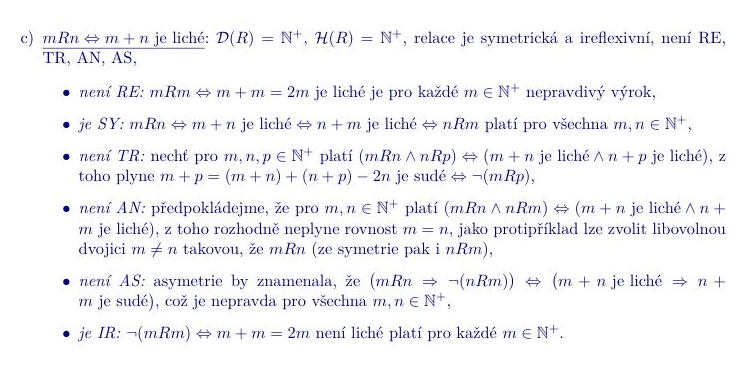 c) mRn ⇔ m + n je liché: 𝒟(R) = ℕ⁺, ℋ(R) = ℕ⁺, relace je symetrická a ireflexivní, není RE,
TR, AN, AS,
• není RE: mRm ⇔ m + m = 2m je liché je pro každé m ∈ ℕ⁺ nepravdivý výrok,
• je SY: mRn ⇔ m + n je liché ⇔ n + m je liché ⇔ nRm platí pro všechna m, n ∈ ℕ⁺,
• není TR: nechť pro m, n, p ∈ ℕ⁺ platí (mRn ∧ nRp) ⇔ (m + n je liché ∧ n + p je liché), z
toho plyne m + p = (m + n) + (n + p) − 2n je sudé ⇔ ¬(mRp),
• není AN: předpokládejme, že pro m, n ∈ ℕ⁺ platí (mRn ∧ nRm) ⇔ (m + n je liché ∧ n +
m je liché), z toho rozhodně neplyne rovnost m = n, jako protipříklad lze zvolit libovolnou
dvojici m ≠ n takovou, že mRn (ze symetrie pak i nRm),
• není AS: asymetrie by znamenala, že (mRn ⇒ ¬(nRm)) ⇔ (m + n je liché ⇒ n +
m je sudé), což je nepravda pro všechna m, n ∈ ℕ⁺,
• je IR: ¬(mRm) ⇔ m + m = 2m není liché platí pro každé m ∈ ℕ⁺.